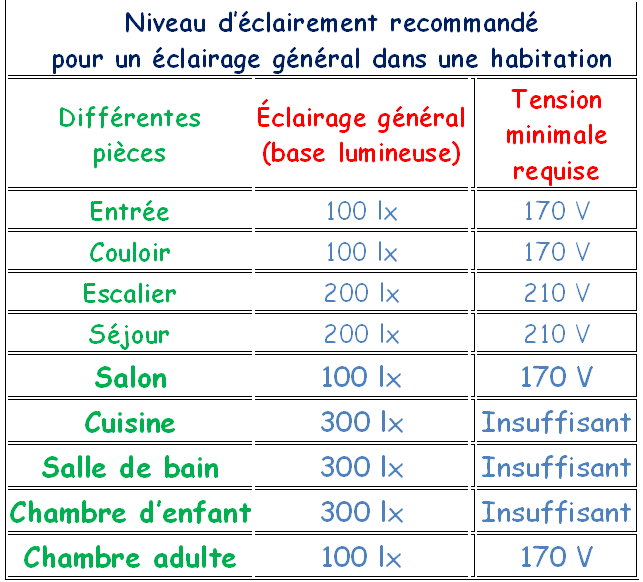 Niveau d'éclairement recommandé
pour un éclairage général dans une habitation
Différentes pièces Éclairage général (base lumineuse) Tension minimale requise
Entrée 100 lx 170 V
Couloir 100 lx 170 V
Escalier 200 lx 210 V
Séjour 200 lx 210 V
Salon 100 lx 170 V
Cuisine 300 lx Insuffisant
Salle de bain 300 lx Insuffisant
Chambre d'enfant 300 lx Insuffisant
Chambre adulte 100 lx 170 V